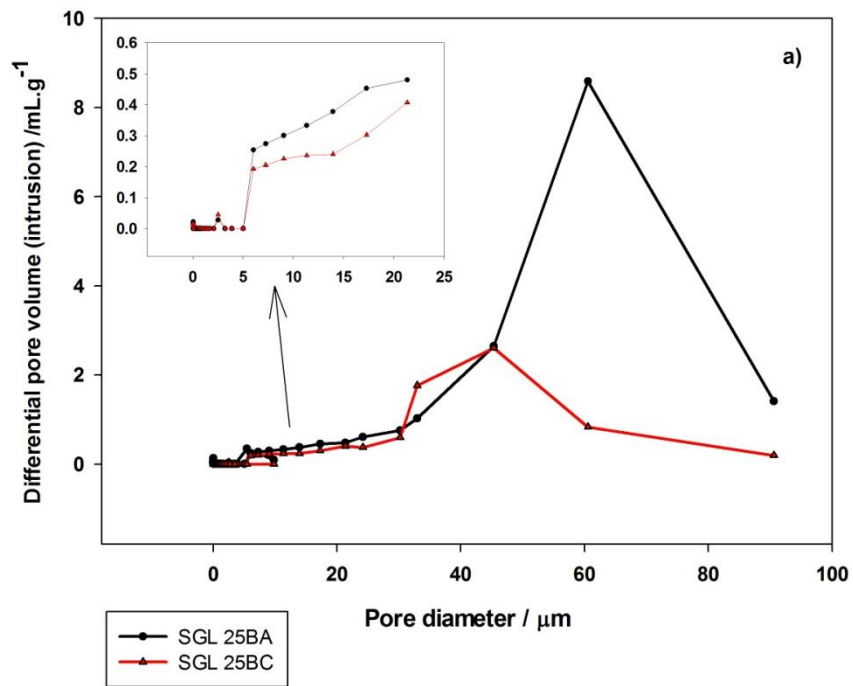 10
a)
0.6
0.5
0.4
0.3
0.2
0.1
0.0
0 5 10 15 20 25
8
6
4
2
0
Differential pore volume (intrusion) /mL.g-1
0 20 40 60 80 100
Pore diameter / μm
SGL 25BA
SGL 25BC